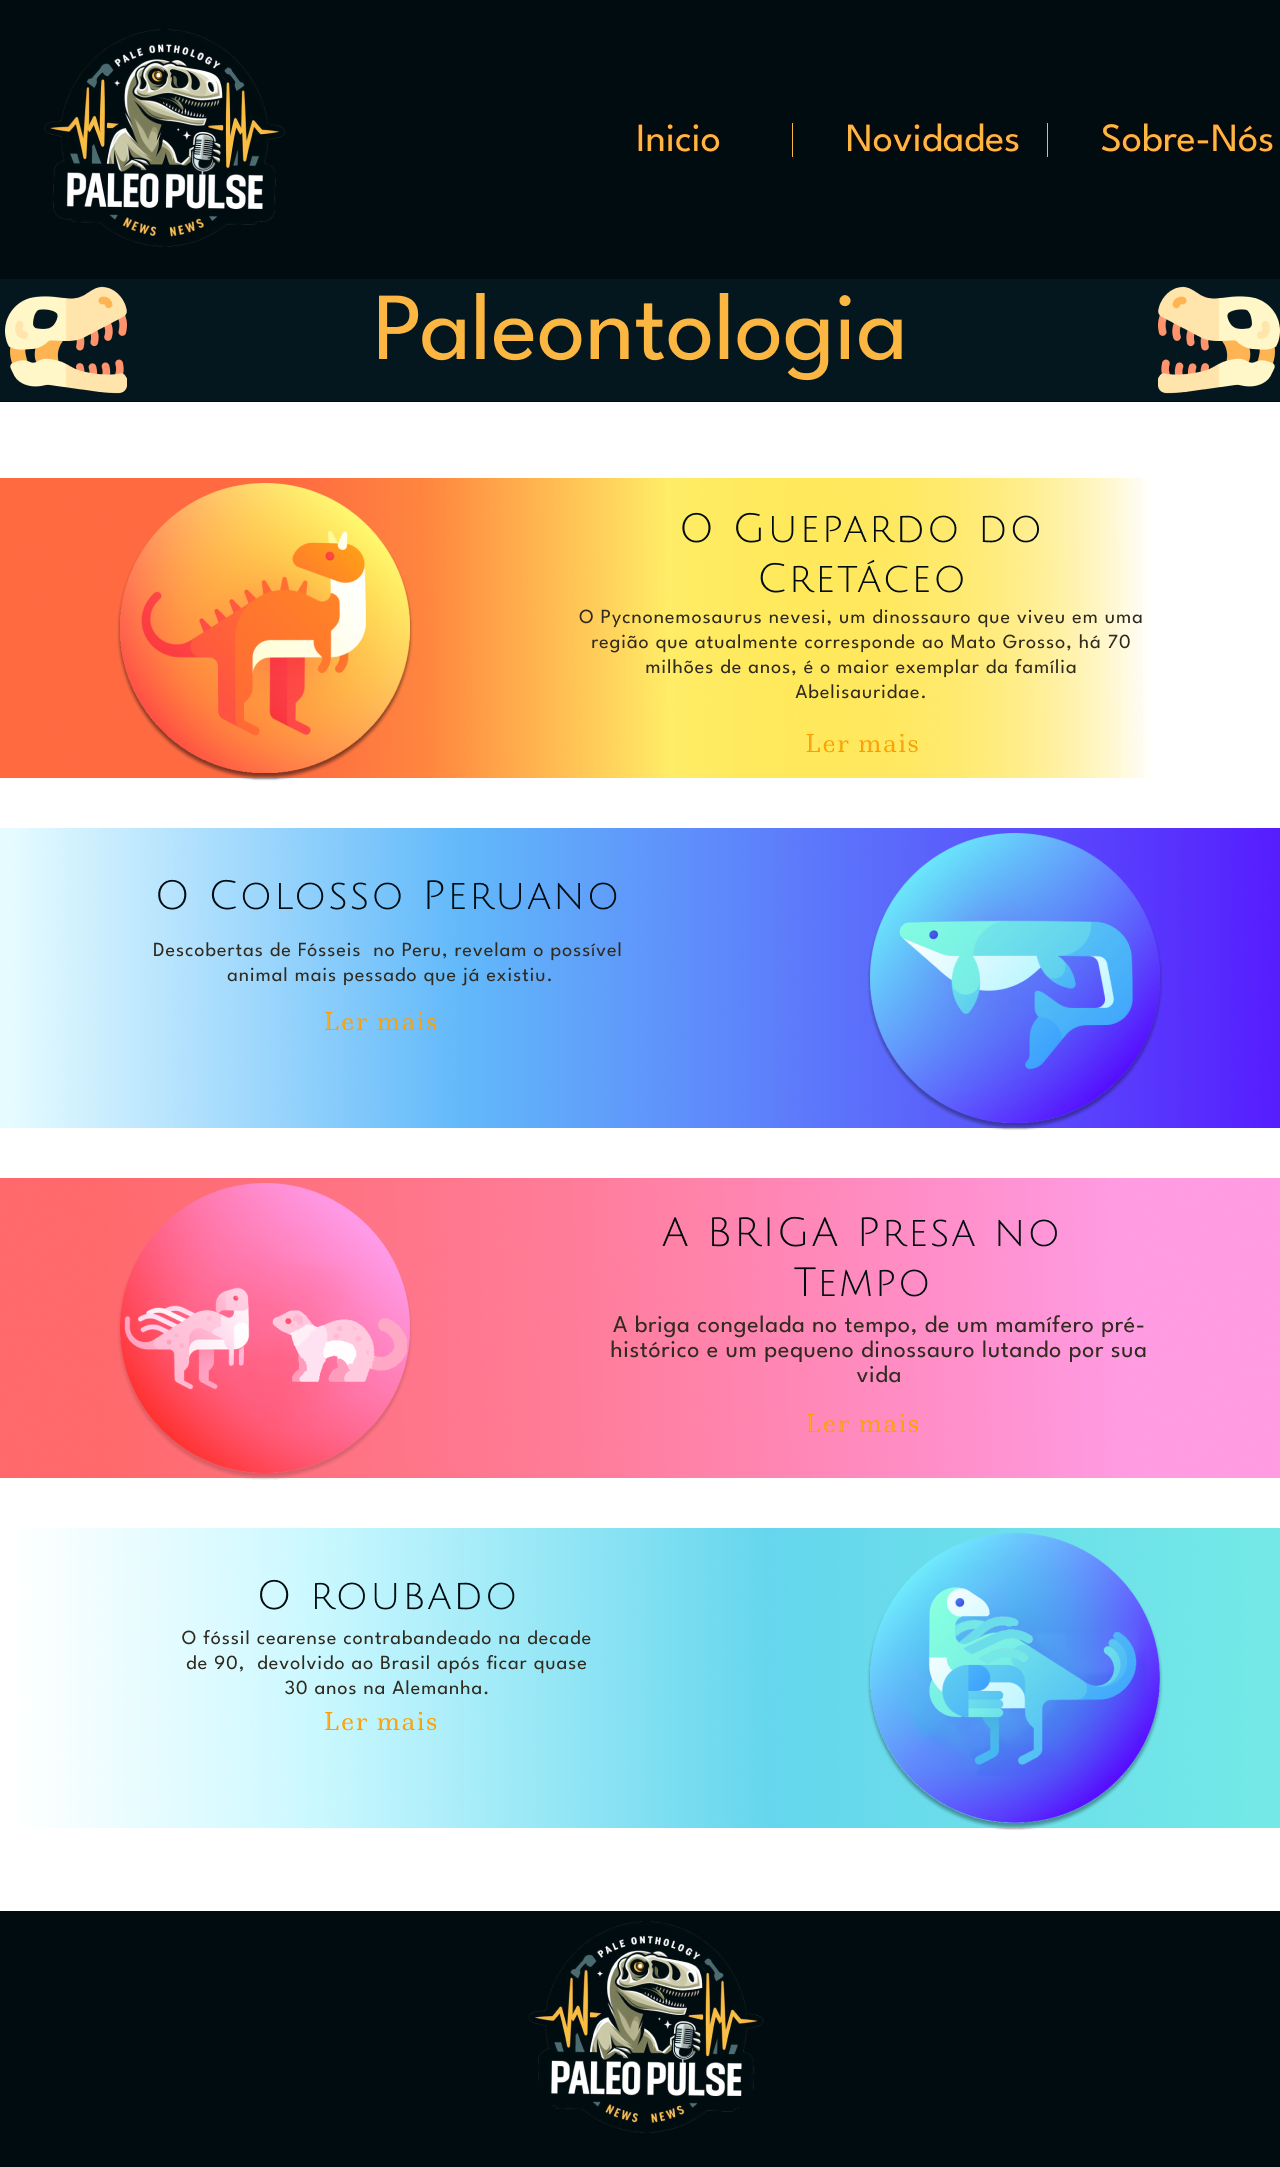 PALE ONTHOLOGY
PALEO PULSE
NEWS NEWS
Inicio
Novidades
Sobre-Nós
Paleontologia
O Guepardo do
Cretáceo
O Pycnonemosaurus nevesi, um dinossauro que viveu em uma
região que atualmente corresponde ao Mato Grosso, há 70
milhões de anos, é o maior exemplar da família
Abelisauridae.
Ler mais
O Colosso Peruano
Descobertas de Fósseis  no Peru, revelam o possível
animal mais pessado que já existiu.
Ler mais
A BRIGA Presa no
Tempo
A briga congelada no tempo, de um mamífero pré-
histórico e um pequeno dinossauro lutando por sua
vida
Ler mais
O roubado
O fóssil cearense contrabandeado na decade
de 90,  devolvido ao Brasil após ficar quase
30 anos na Alemanha.
Ler mais
PALE ONTHOLOGY
PALEO PULSE
NEWS NEWS